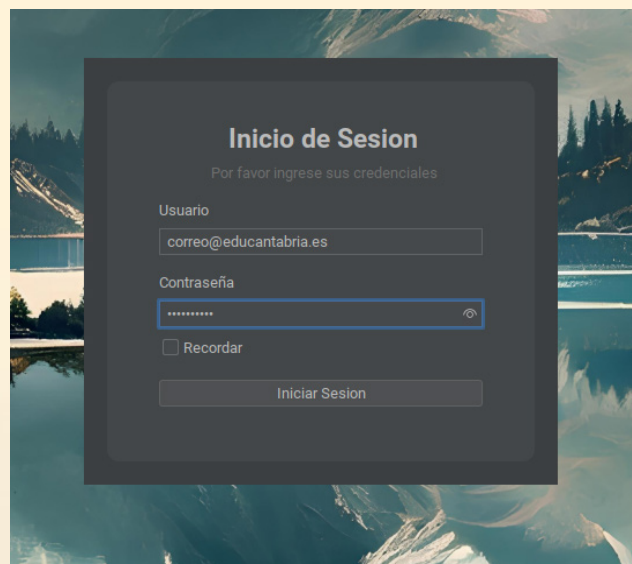 Inicio de Sesion
Por favor ingrese sus credenciales
Usuario
correo@educantabria.es
Contraseña
••••••••••
Recordar
Iniciar Sesion